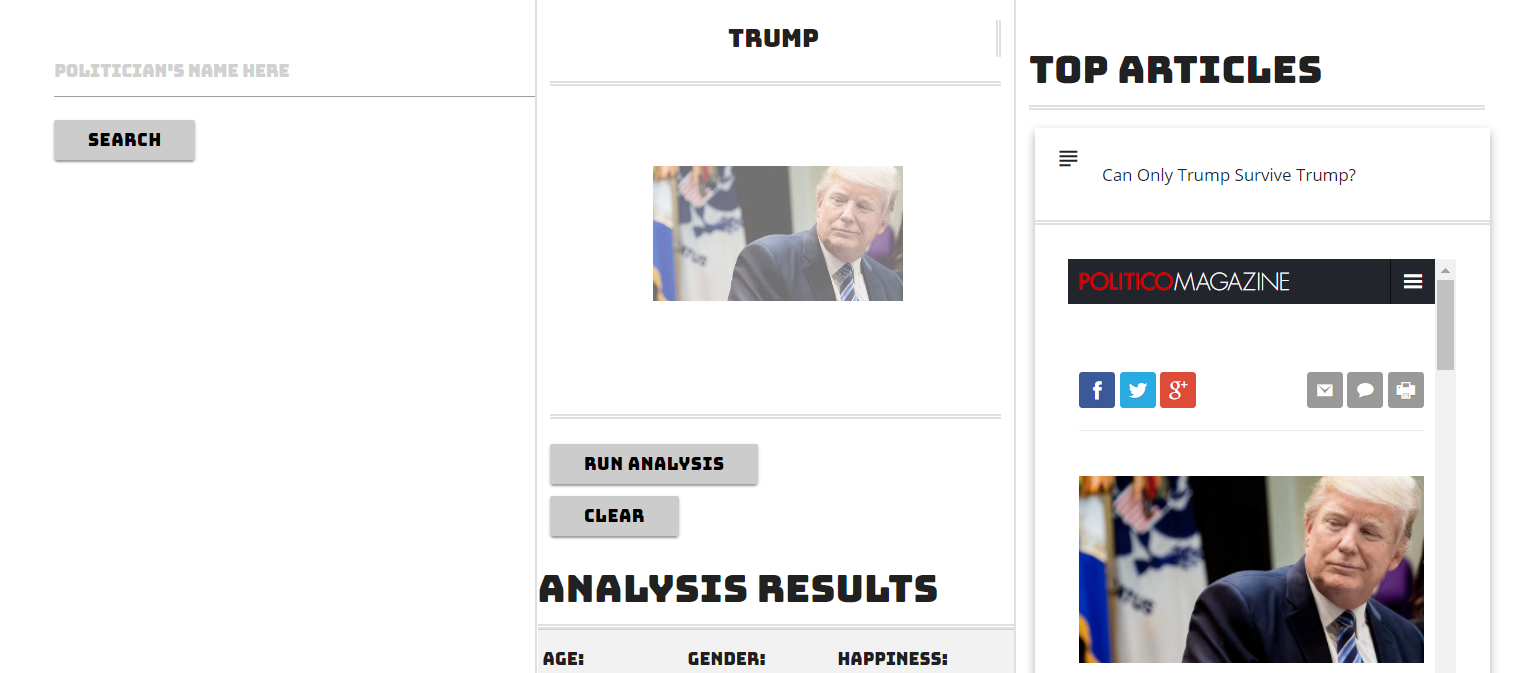 POLITICIAN'S NAME HERE
SEARCH
TRUMP
RUN ANALYSIS
CLEAR
ANALYSIS RESULTS
AGE: GENDER: HAPPINESS:
TOP ARTICLES
Can Only Trump Survive Trump?
POLITICOMAGAZINE
f g+